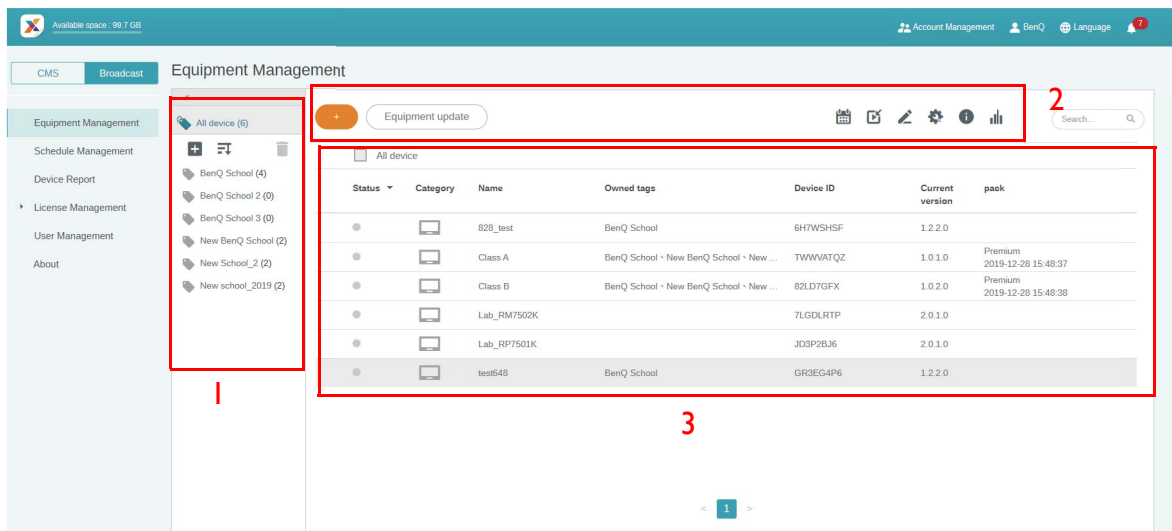 Available space : 99.7 GB
Account Management BenQ Language 7
CMS Broadcast
Equipment Management
Equipment Management
Schedule Management
Device Report
License Management
User Management
About
All device (6)
BenQ School (4)
BenQ School 2 (0)
BenQ School 3 (0)
New BenQ School (2)
New School_2 (2)
New school_2019 (2)
1
+ Equipment update
2
Search...
All device
Status Category Name Owned tags Device ID Current version pack
828_test BenQ School 6H7WSHSF 1.2.2.0
Class A BenQ School、New BenQ School、New ... TWWVATQZ 1.0.1.0 Premium 2019-12-28 15:48:37
Class B BenQ School、New BenQ School、New ... 82LD7GFX 1.0.2.0 Premium 2019-12-28 15:48:38
Lab_RM7502K 7LGDLRTP 2.0.1.0
Lab_RP7501K JD3P2BJ6 2.0.1.0
test648 BenQ School GR3EG4P6 1.2.2.0
3
< 1 >